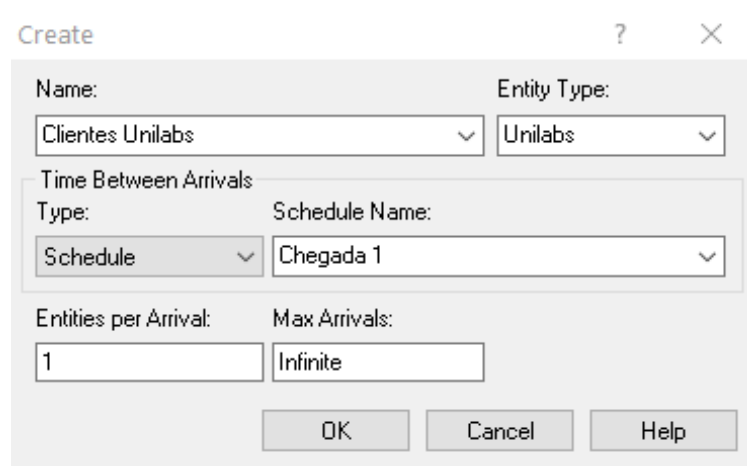 Create ? ×
Name: Entity Type:
Clientes Unilabs Unilabs
Time Between Arrivals
Type: Schedule Name:
Schedule Chegada 1
Entities per Arrival: Max Arrivals:
1 Infinite
OK Cancel Help